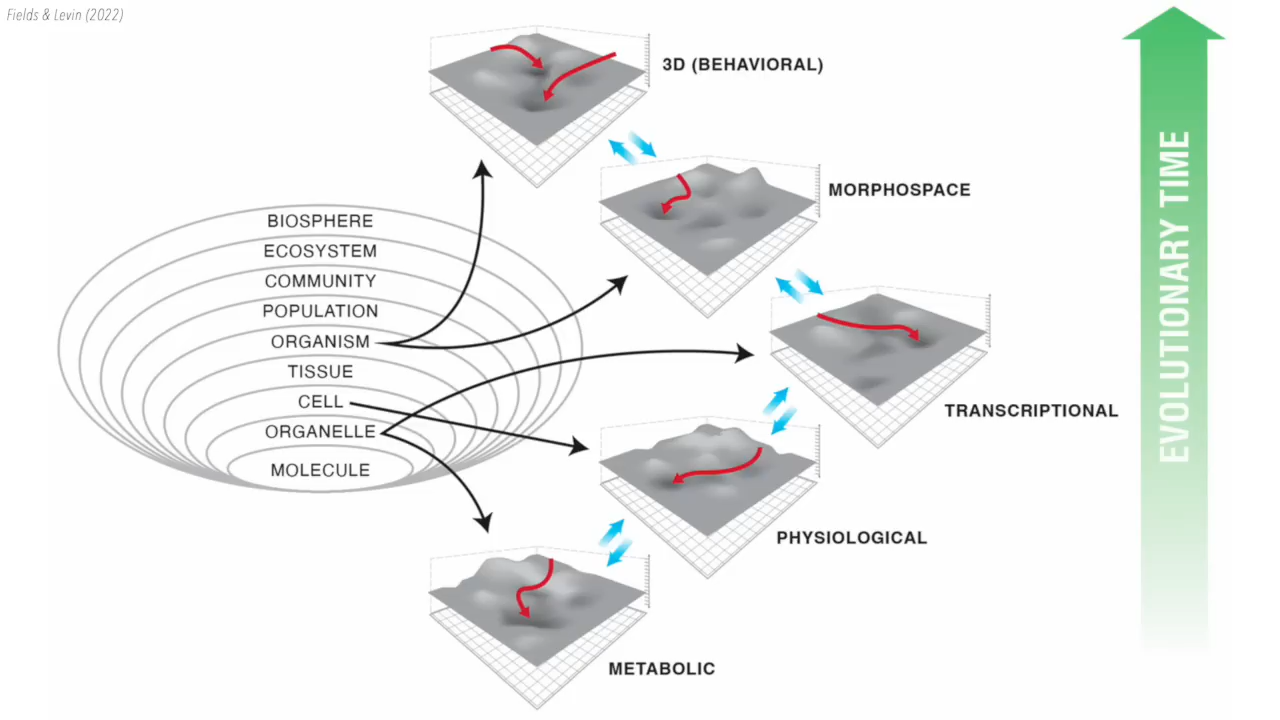 Fields & Levin (2022)
3D (BEHAVIORAL)
MORPHOSPACE
BIOSPHERE
ECOSYSTEM
COMMUNITY
POPULATION
ORGANISM
TISSUE
CELL
ORGANELLE
MOLECULE
TRANSCRIPTIONAL
PHYSIOLOGICAL
METABOLIC
EVOLUTIONARY TIME